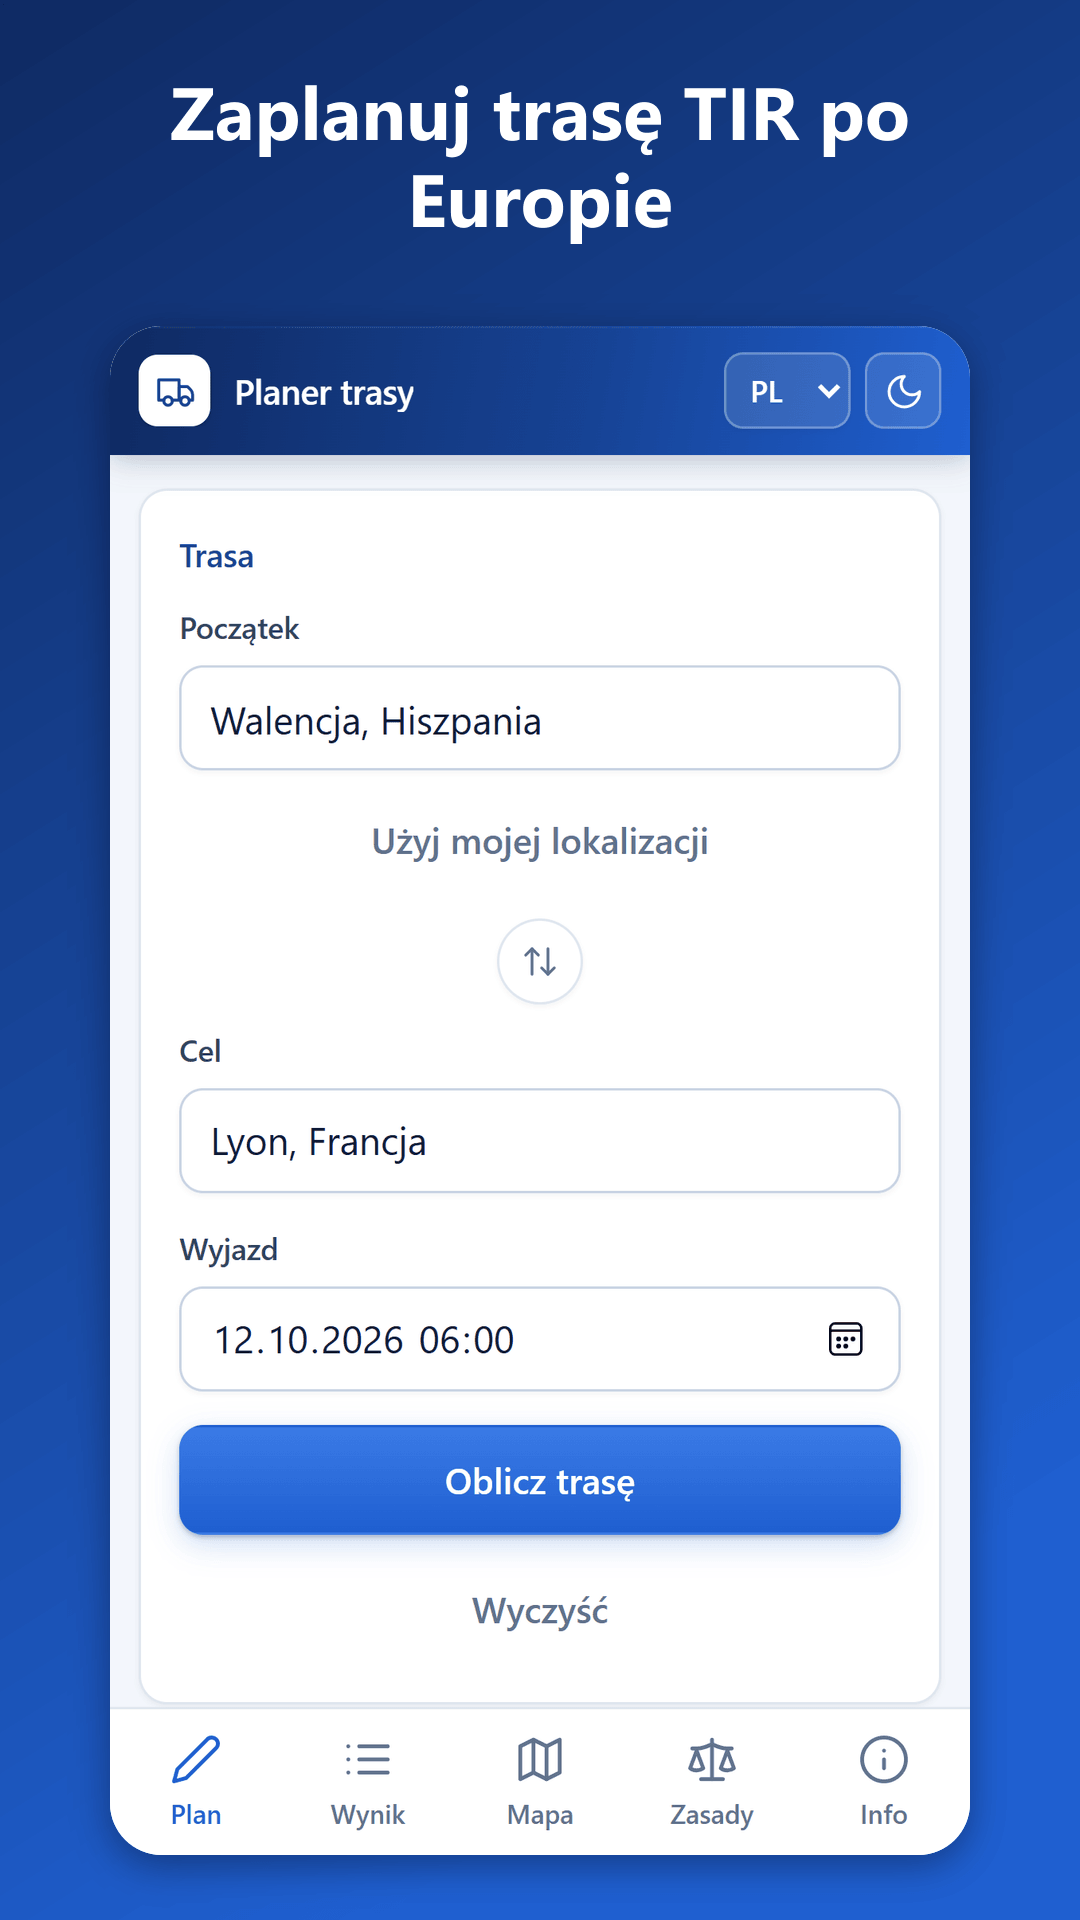 Zaplanuj trasę TIR po
Europie
Planer trasy
PL
Trasa
Początek
Walencja, Hiszpania
Użyj mojej lokalizacji
Cel
Lyon, Francja
Wyjazd
12.10.2026 06:00
Oblicz trasę
Wyczyść
Plan
Wynik
Mapa
Zasady
Info